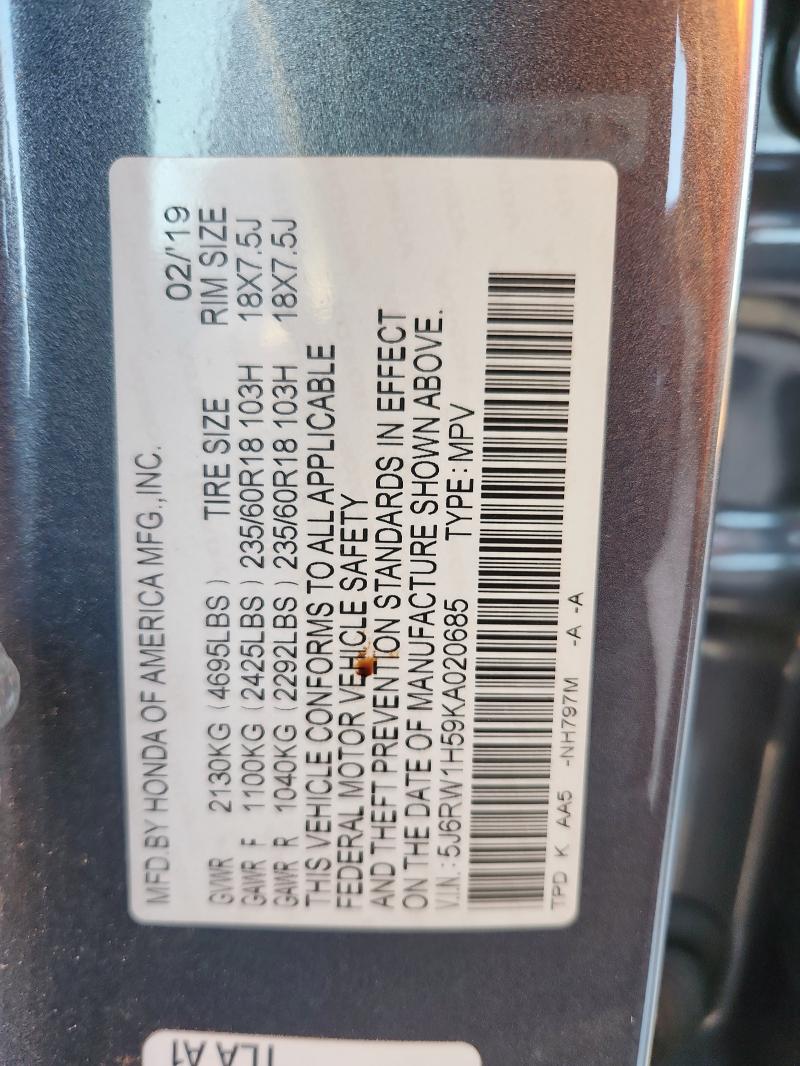 MFD.BY HONDA OF AMERICA MFG.,INC. 02/'19
GVWR 2130KG (4695LBS) TIRE SIZE RIM SIZE
GAWR F 1100KG (2425LBS) 235/60R18 103H 18X7.5J
GAWR R 1040KG (2292LBS) 235/60R18 103H 18X7.5J
THIS VEHICLE CONFORMS TO ALL APPLICABLE
FEDERAL MOTOR VEHICLE SAFETY
AND THEFT PREVENTION STANDARDS IN EFFECT
ON THE DATE OF MANUFACTURE SHOWN ABOVE.
V.I.N.: 5J6RW1H59KA020685 TYPE : MPV
TPD K AA5 -NH797M -A -A
TLA A1